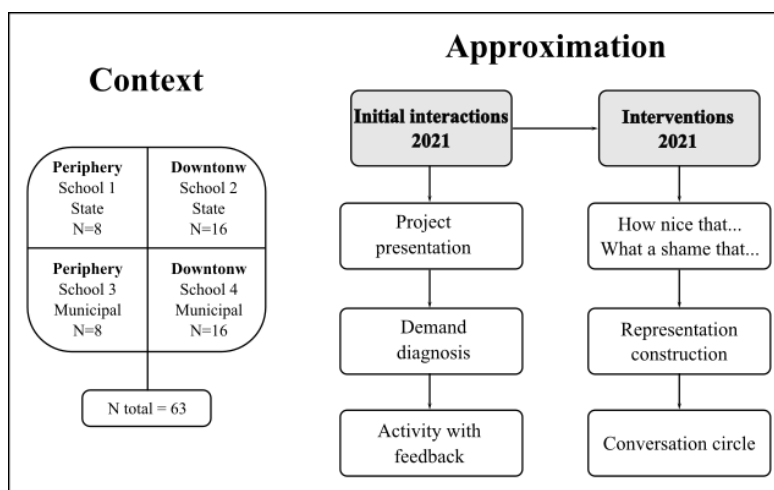 Context
Periphery
School 1
State
N=8
Downtonw
School 2
State
N=16
Periphery
School 3
Municipal
N=8
Downtonw
School 4
Municipal
N=16
N total = 63
Approximation
Initial interactions
2021
Project
presentation
Demand
diagnosis
Activity with
feedback
Interventions
2021
How nice that...
What a shame that...
Representation
construction
Conversation circle